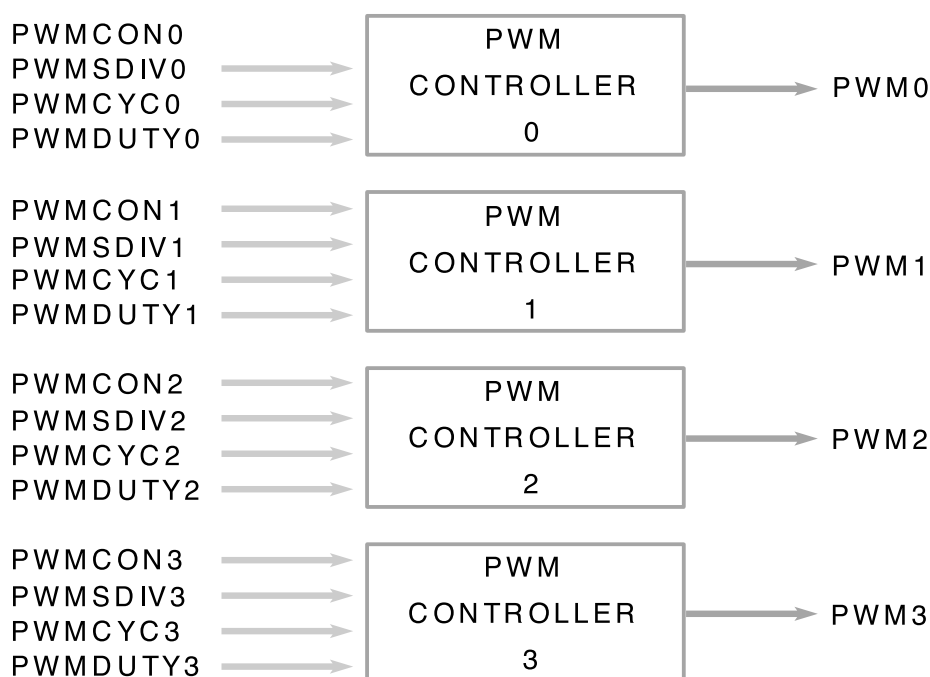 PWMCON0
PWMSDIV0
PWMCYC0
PWMDUTY0
PWM
CONTROLLER
0
PWM0
PWMCON1
PWMSDIV1
PWMCYC1
PWMDUTY1
PWM
CONTROLLER
1
PWM1
PWMCON2
PWMSDIV2
PWMCYC2
PWMDUTY2
PWM
CONTROLLER
2
PWM2
PWMCON3
PWMSDIV3
PWMCYC3
PWMDUTY3
PWM
CONTROLLER
3
PWM3